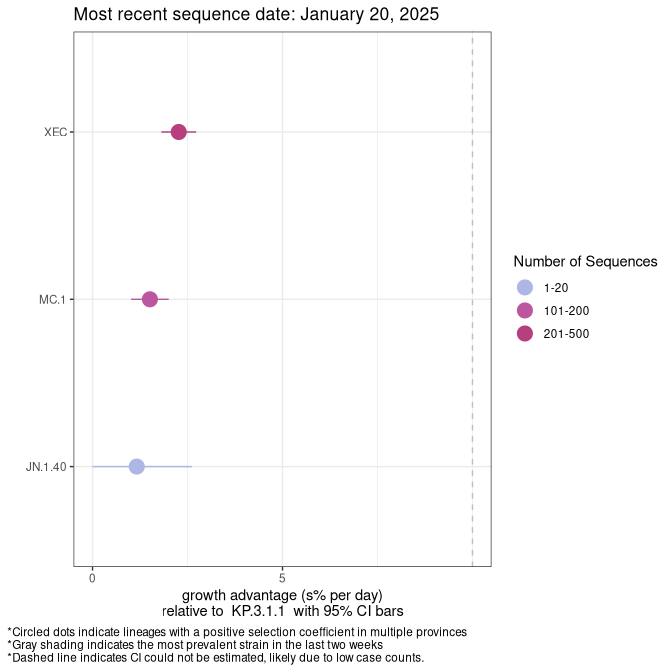 Most recent sequence date: January 20, 2025
XEC
MC.1
JN.1.40
0
5
growth advantage (s% per day)
relative to  KP.3.1.1  with 95% CI bars
Number of Sequences
1-20
101-200
201-500
*Circled dots indicate lineages with a positive selection coefficient in multiple provinces
*Gray shading indicates the most prevalent strain in the last two weeks
*Dashed line indicates CI could not be estimated, likely due to low case counts.